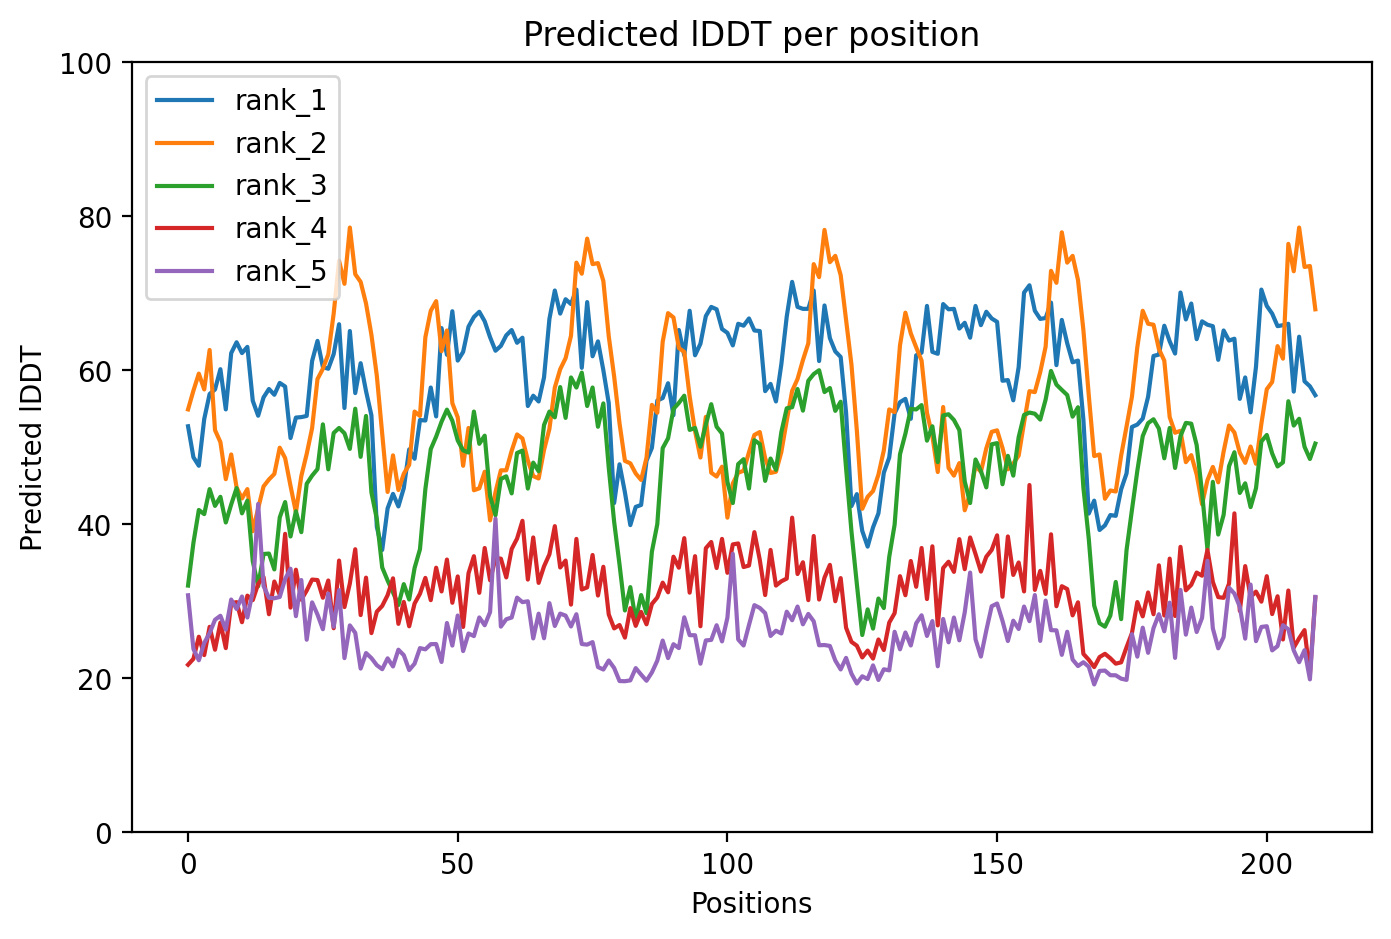 Predicted lDDT per position
100
80
60
40
20
0
Predicted lDDT
rank_1
rank_2
rank_3
rank_4
rank_5
0 50 100 150 200
Positions